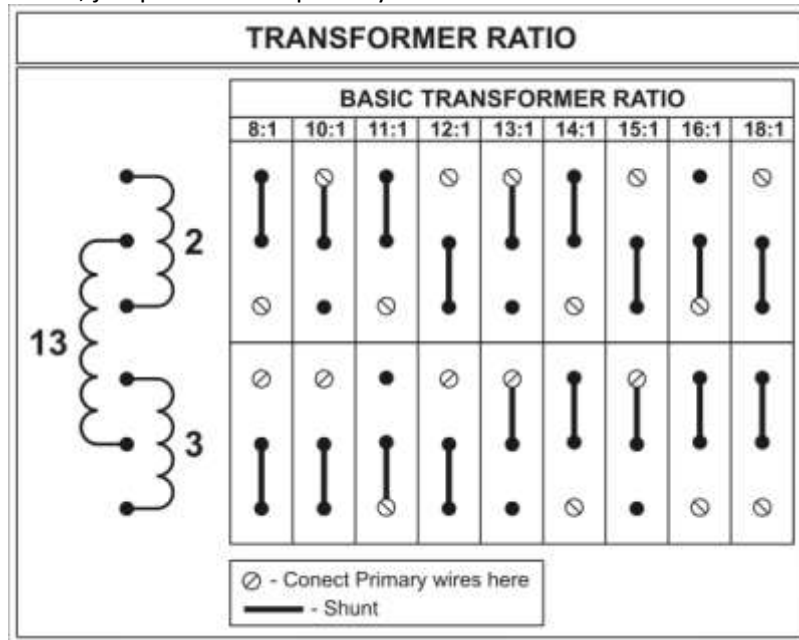 TRANSFORMER RATIO
BASIC TRANSFORMER RATIO
8:1 10:1 11:1 12:1 13:1 14:1 15:1 16:1 18:1
2
13
3
- Conect Primary wires here
- Shunt